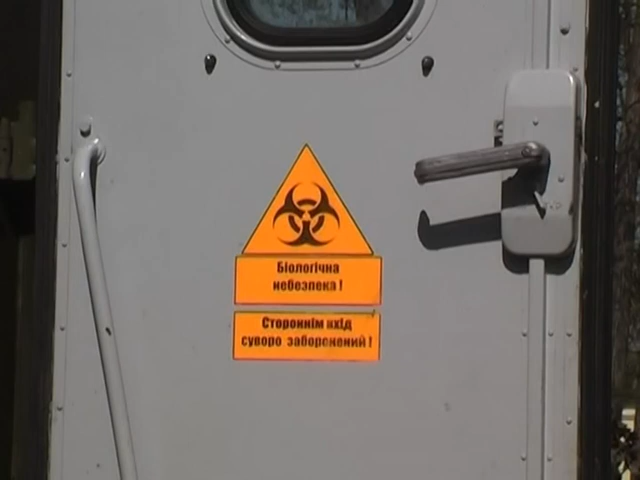 Біологічна
небезпека !
Стороннім вхід
суворо заборонений !